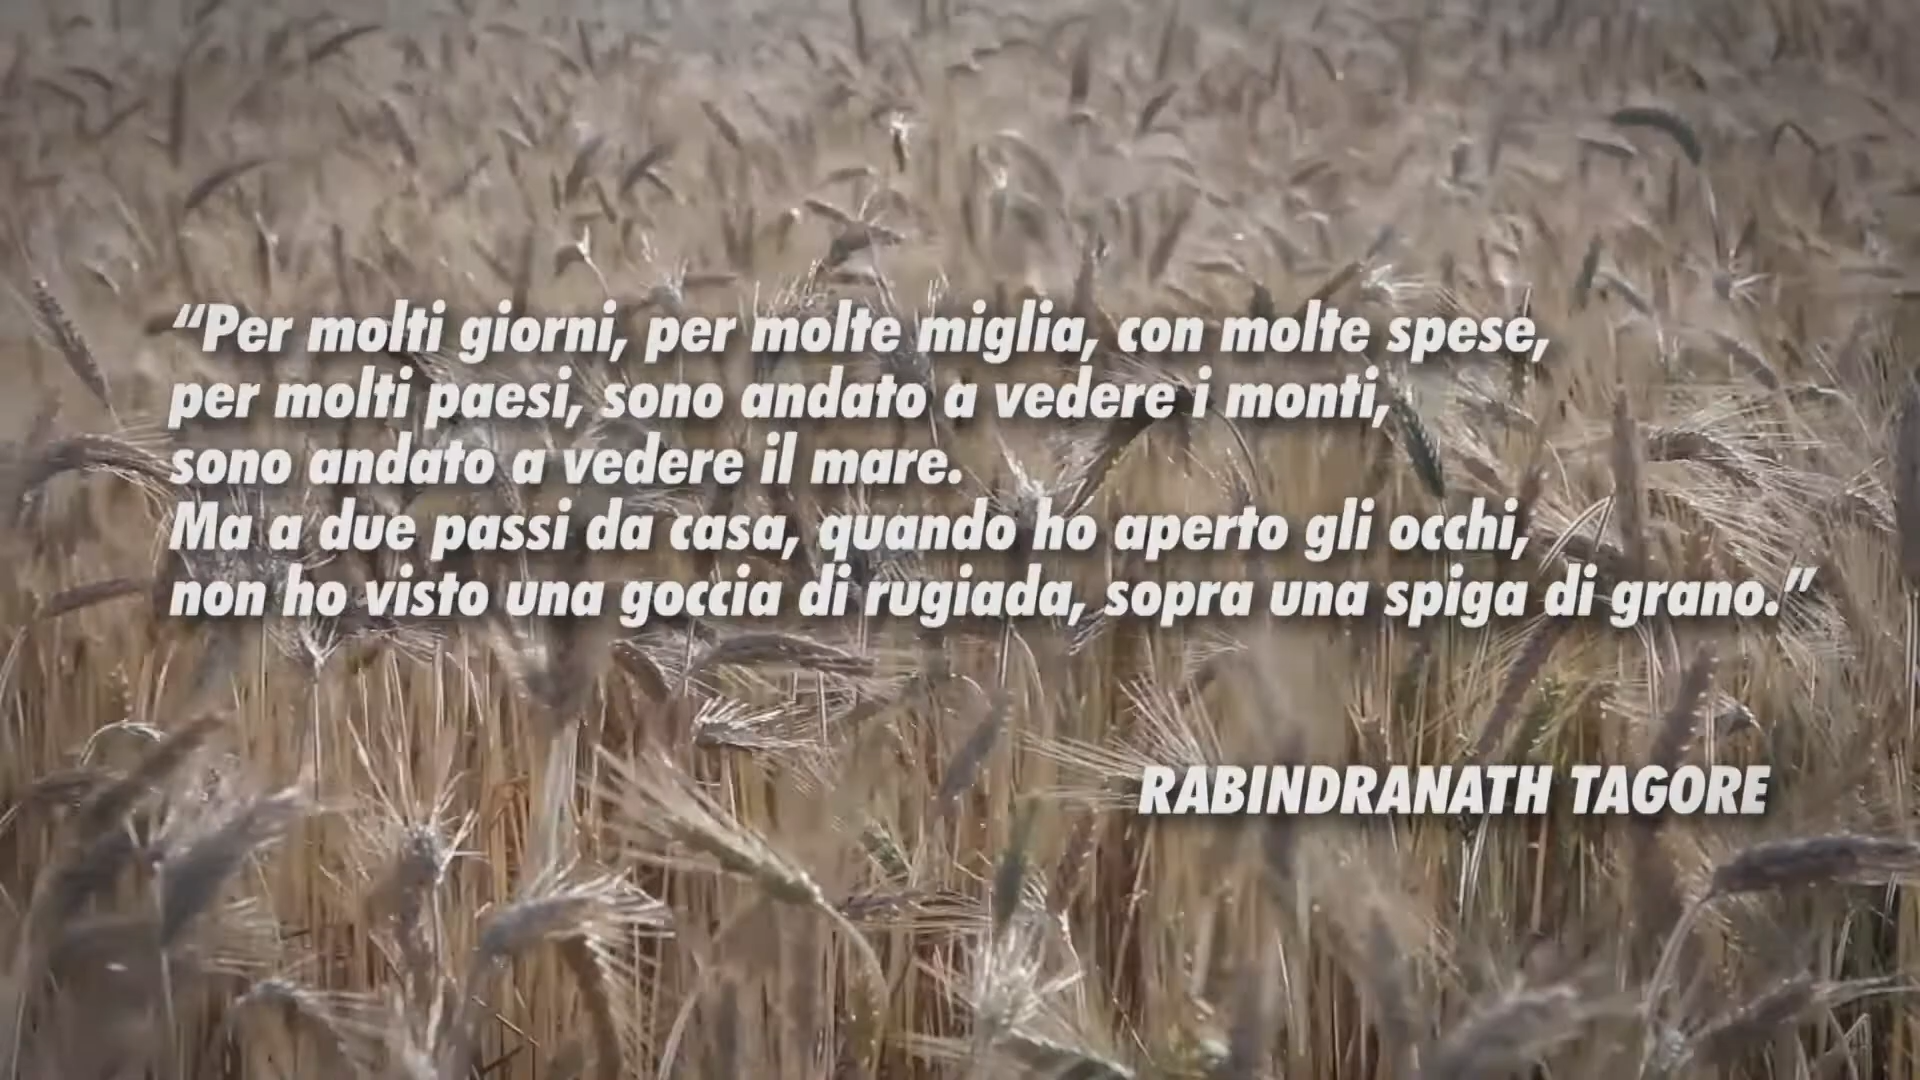 “Per molti giorni, per molte miglia, con molte spese,
per molti paesi, sono andato a vedere i monti,
sono andato a vedere il mare.
Ma a due passi da casa, quando ho aperto gli occhi,
non ho visto una goccia di rugiada, sopra una spiga di grano.”
RABINDRANATH TAGORE